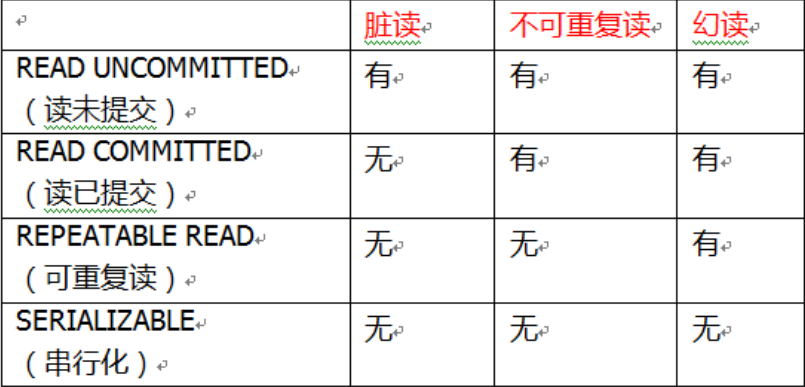 脏读 不可重复读 幻读
READ UNCOMMITTED 有 有 有
（读未提交）
READ COMMITTED 无 有 有
（读已提交）
REPEATABLE READ 无 无 有
（可重复读）
SERIALIZABLE 无 无 无
（串行化）